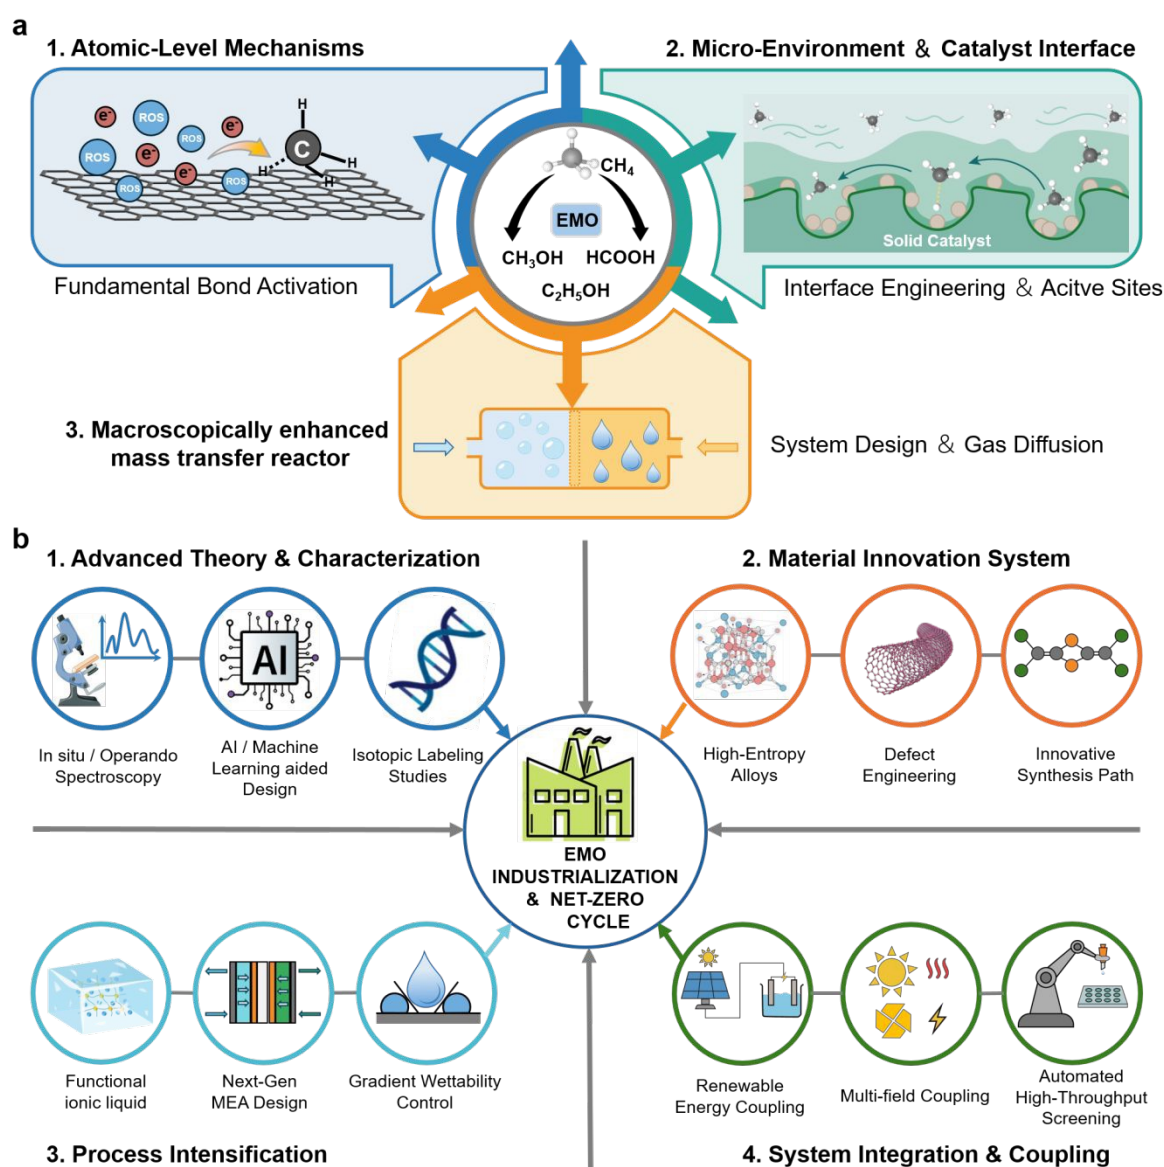 a
1. Atomic-Level Mechanisms
2. Micro-Environment & Catalyst Interface
ROS
e-
ROS
e-
ROS
e-
ROS
e-
ROS
ROS
H
C
H
H
H
CH₄
EMO
CH₃OH
HCOOH
C₂H₅OH
Solid Catalyst
Fundamental Bond Activation
Interface Engineering & Acitve Sites
3. Macroscopically enhanced
mass transfer reactor
System Design & Gas Diffusion
b
1. Advanced Theory & Characterization
2. Material Innovation System
AI
In situ / Operando
Spectroscopy
AI / Machine
Learning aided
Design
Isotopic Labeling
Studies
High-Entropy
Alloys
Defect
Engineering
Innovative
Synthesis Path
EMO
INDUSTRIALIZATION
& NET-ZERO
CYCLE
Functional
ionic liquid
Next-Gen
MEA Design
Gradient Wettability
Control
Renewable
Energy Coupling
Multi-field Coupling
Automated
High-Throughput
Screening
3. Process Intensification
4. System Integration & Coupling